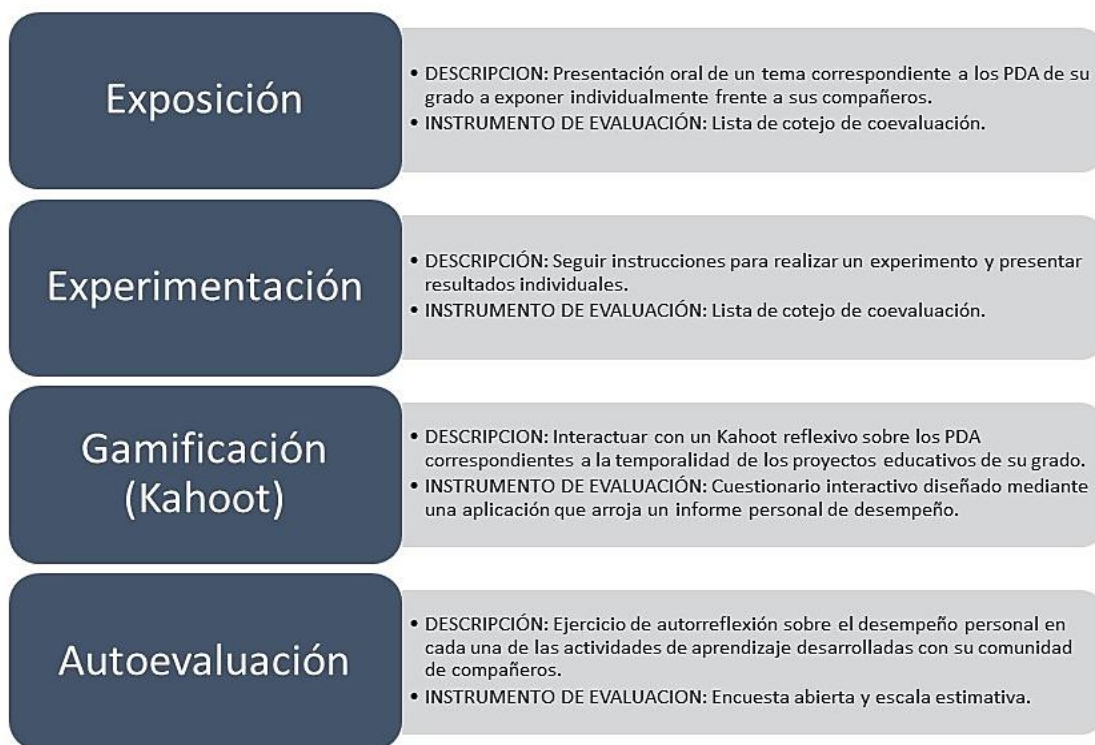 Exposición
• DESCRIPCION: Presentación oral de un tema correspondiente a los PDA de su
grado a exponer individualmente frente a sus compañeros.
• INSTRUMENTO DE EVALUACIÓN: Lista de cotejo de coevaluación.
Experimentación
• DESCRIPCIÓN: Seguir instrucciones para realizar un experimento y presentar
resultados individuales.
• INSTRUMENTO DE EVALUACIÓN: Lista de cotejo de coevaluación.
Gamificación
(Kahoot)
• DESCRIPCION: Interactuar con un Kahoot reflexivo sobre los PDA
correspondientes a la temporalidad de los proyectos educativos de su grado.
• INSTRUMENTO DE EVALUACIÓN: Cuestionario interactivo diseñado mediante
una aplicación que arroja un informe personal de desempeño.
Autoevaluación
• DESCRIPCIÓN: Ejercicio de autorreflexión sobre el desempeño personal en
cada una de las actividades de aprendizaje desarrolladas con su comunidad
de compañeros.
• INSTRUMENTO DE EVALUACION: Encuesta abierta y escala estimativa.